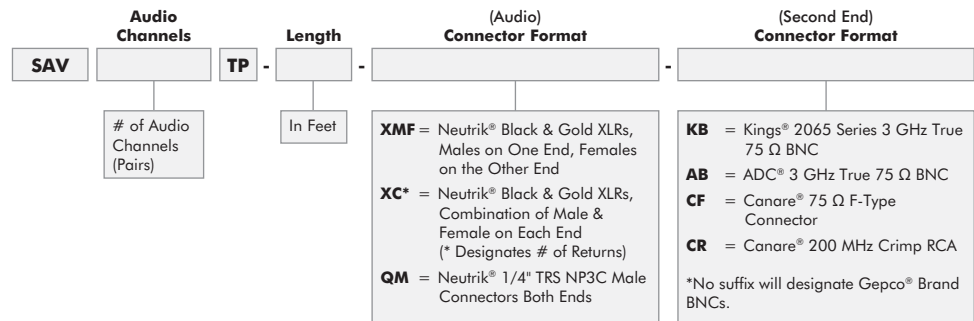 Audio
Channels
Length
(Audio)
Connector Format
(Second End)
Connector Format
SAV
TP - -
-
# of Audio
Channels
(Pairs)
In Feet
XMF = Neutrik® Black & Gold XLRs,
Males on One End, Females
on the Other End
XC* = Neutrik® Black & Gold XLRs,
Combination of Male &
Female on Each End
(* Designates # of Returns)
QM = Neutrik® 1/4" TRS NP3C Male
Connectors Both Ends
KB = Kings® 2065 Series 3 GHz True
75 Ω BNC
AB = ADC® 3 GHz True 75 Ω BNC
CF = Canare® 75 Ω F-Type
Connector
CR = Canare® 200 MHz Crimp RCA
*No suffix will designate Gepco® Brand
BNCs.